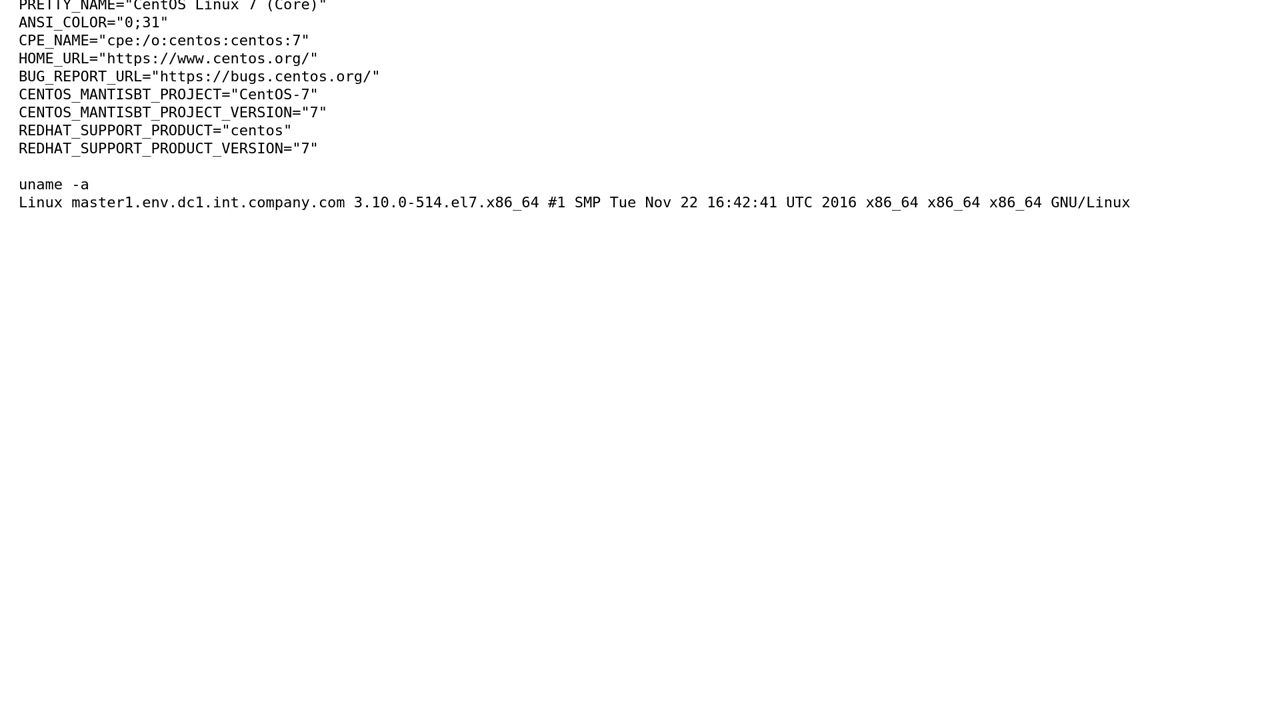 PRETTY_NAME="CentOS Linux 7 (Core)"
ANSI_COLOR="0;31"
CPE_NAME="cpe:/o:centos:centos:7"
HOME_URL="https://www.centos.org/"
BUG_REPORT_URL="https://bugs.centos.org/"
CENTOS_MANTISBT_PROJECT="CentOS-7"
CENTOS_MANTISBT_PROJECT_VERSION="7"
REDHAT_SUPPORT_PRODUCT="centos"
REDHAT_SUPPORT_PRODUCT_VERSION="7"

uname -a
Linux master1.env.dc1.int.company.com 3.10.0-514.el7.x86_64 #1 SMP Tue Nov 22 16:42:41 UTC 2016 x86_64 x86_64 x86_64 GNU/Linux